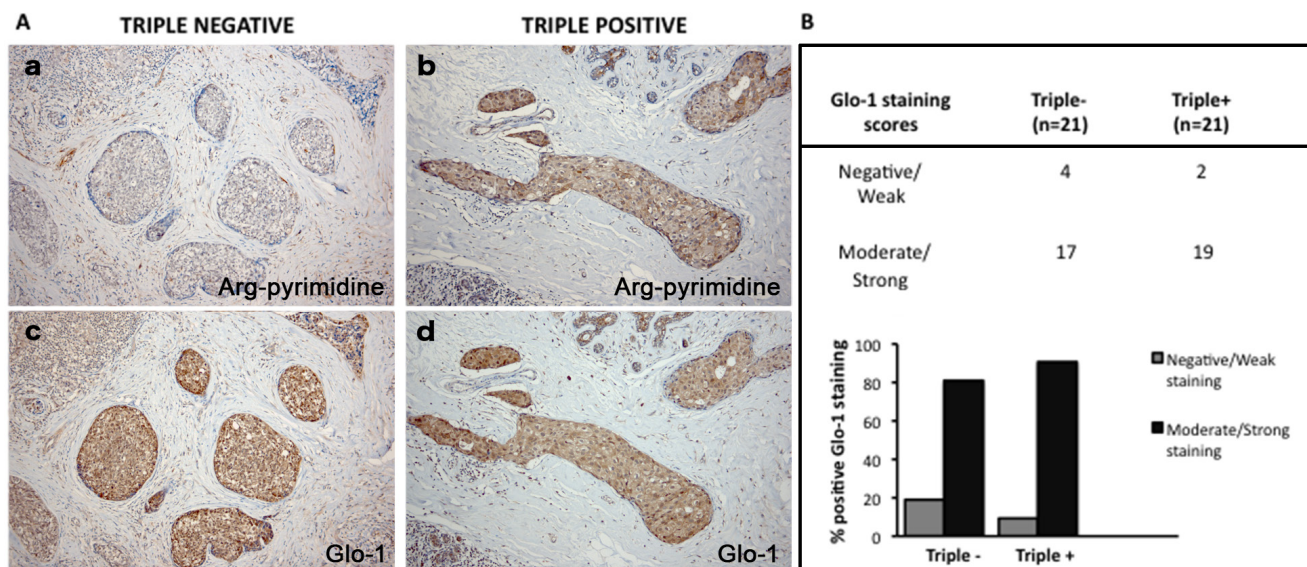 A
TRIPLE NEGATIVE
TRIPLE POSITIVE
a
Arg-pyrimidine
b
Arg-pyrimidine
c
Glo-1
d
Glo-1
B
Glo-1 staining
scores
Triple-
(n=21)
Triple+
(n=21)
Negative/
Weak
4
2
Moderate/
Strong
17
19
% positive Glo-1 staining
100
80
60
40
20
0
Triple -
Triple +
Negative/Weak
staining
Moderate/Strong
staining